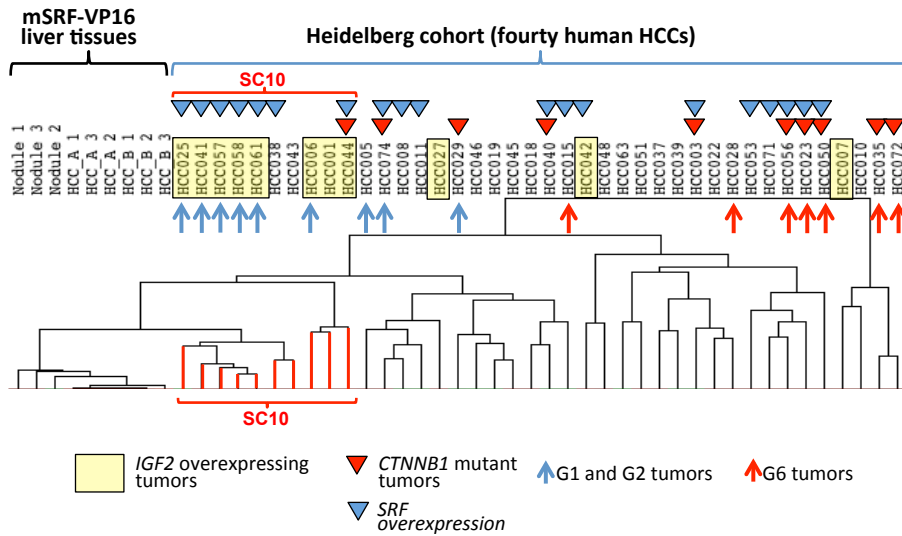 mSRF-VP16
liver tissues
Heidelberg cohort (fourty human HCCs)
SC10
Nodule 1
Nodule 3
Nodule 2
HCC_A 1
HCC_A 3
HCC_A 2
HCC_B 1
HCC_B 2
HCC_B 3
HCC021
HCC041
HCC057
HCC058
HCC061
HCC038
HCC043
HCC006
HCC001
HCC044
HCC005
HCC074
HCC008
HCC011
HCC027
HCC029
HCC046
HCC019
HCC045
HCC018
HCC040
HCC015
HCC042
HCC048
HCC063
HCC051
HCC037
HCC039
HCC003
HCC022
HCC028
HCC053
HCC071
HCC056
HCC023
HCC050
HCC007
HCC010
HCC035
HCC072
SC10
IGF2 overexpressing
tumors
CTNNB1 mutant
tumors
SRF
overexpression
G1 and G2 tumors
G6 tumors